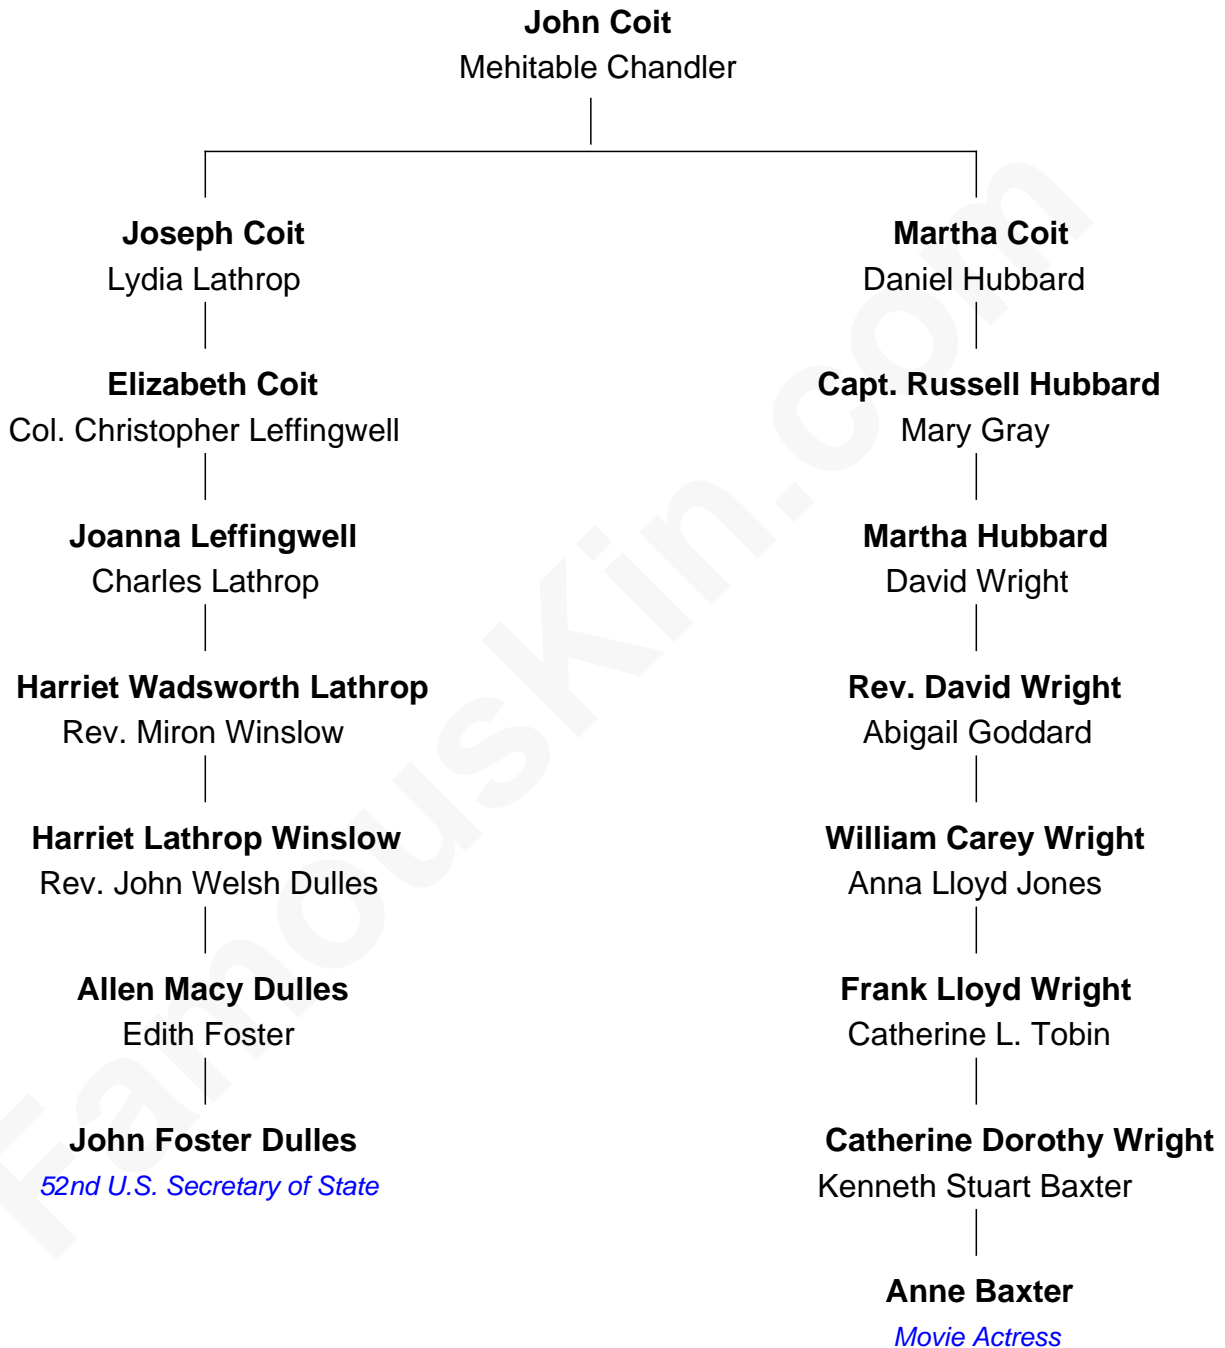 John Coit
Mehitable Chandler
Joseph Coit
Lydia Lathrop
Elizabeth Coit
Col. Christopher Leffingwell
Joanna Leffingwell
Charles Lathrop
Harriet Wadsworth Lathrop
Rev. Miron Winslow
Harriet Lathrop Winslow
Rev. John Welsh Dulles
Allen Macy Dulles
Edith Foster
John Foster Dulles
52nd U.S. Secretary of State
Martha Coit
Daniel Hubbard
Capt. Russell Hubbard
Mary Gray
Martha Hubbard
David Wright
Rev. David Wright
Abigail Goddard
William Carey Wright
Anna Lloyd Jones
Frank Lloyd Wright
Catherine L. Tobin
Catherine Dorothy Wright
Kenneth Stuart Baxter
Anne Baxter
Movie Actress
FamousKin.com